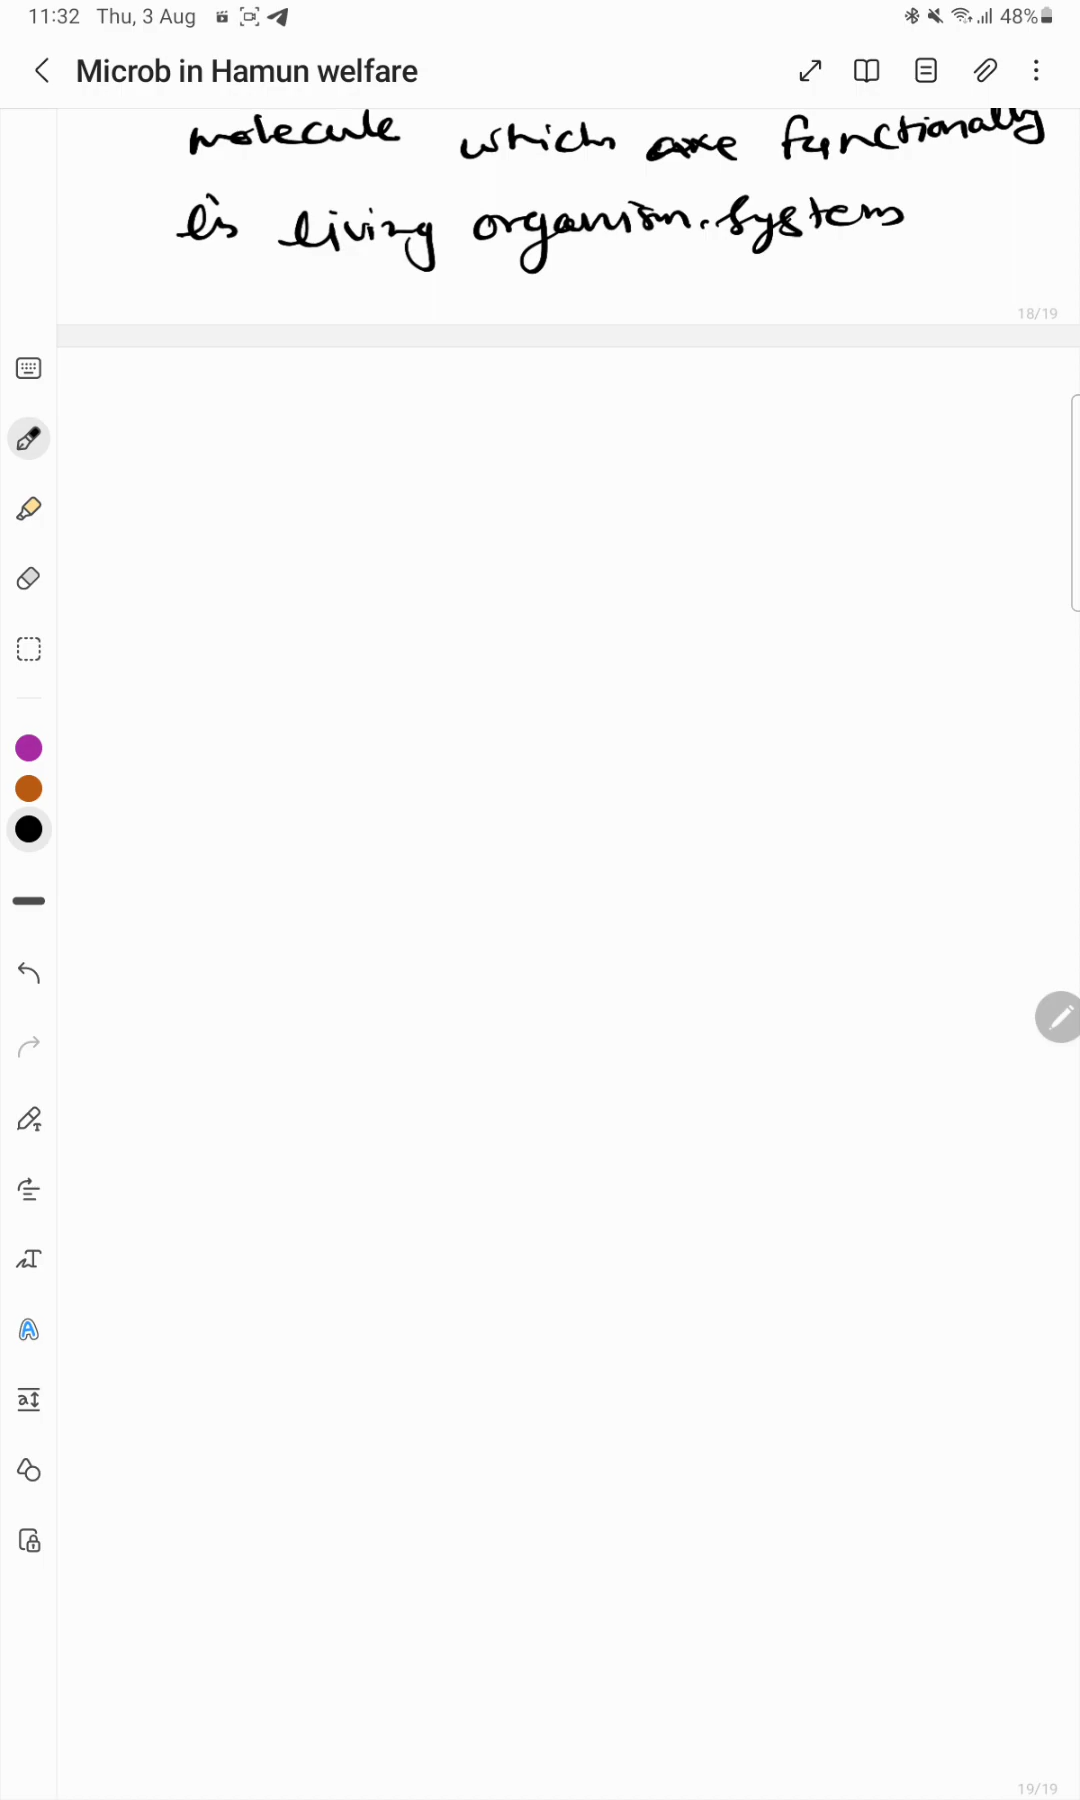 11:32 Thu, 3 Aug 48%
Microb in Hamun welfare
molecule which are functionally
is living organism. systems
18/19
19/19